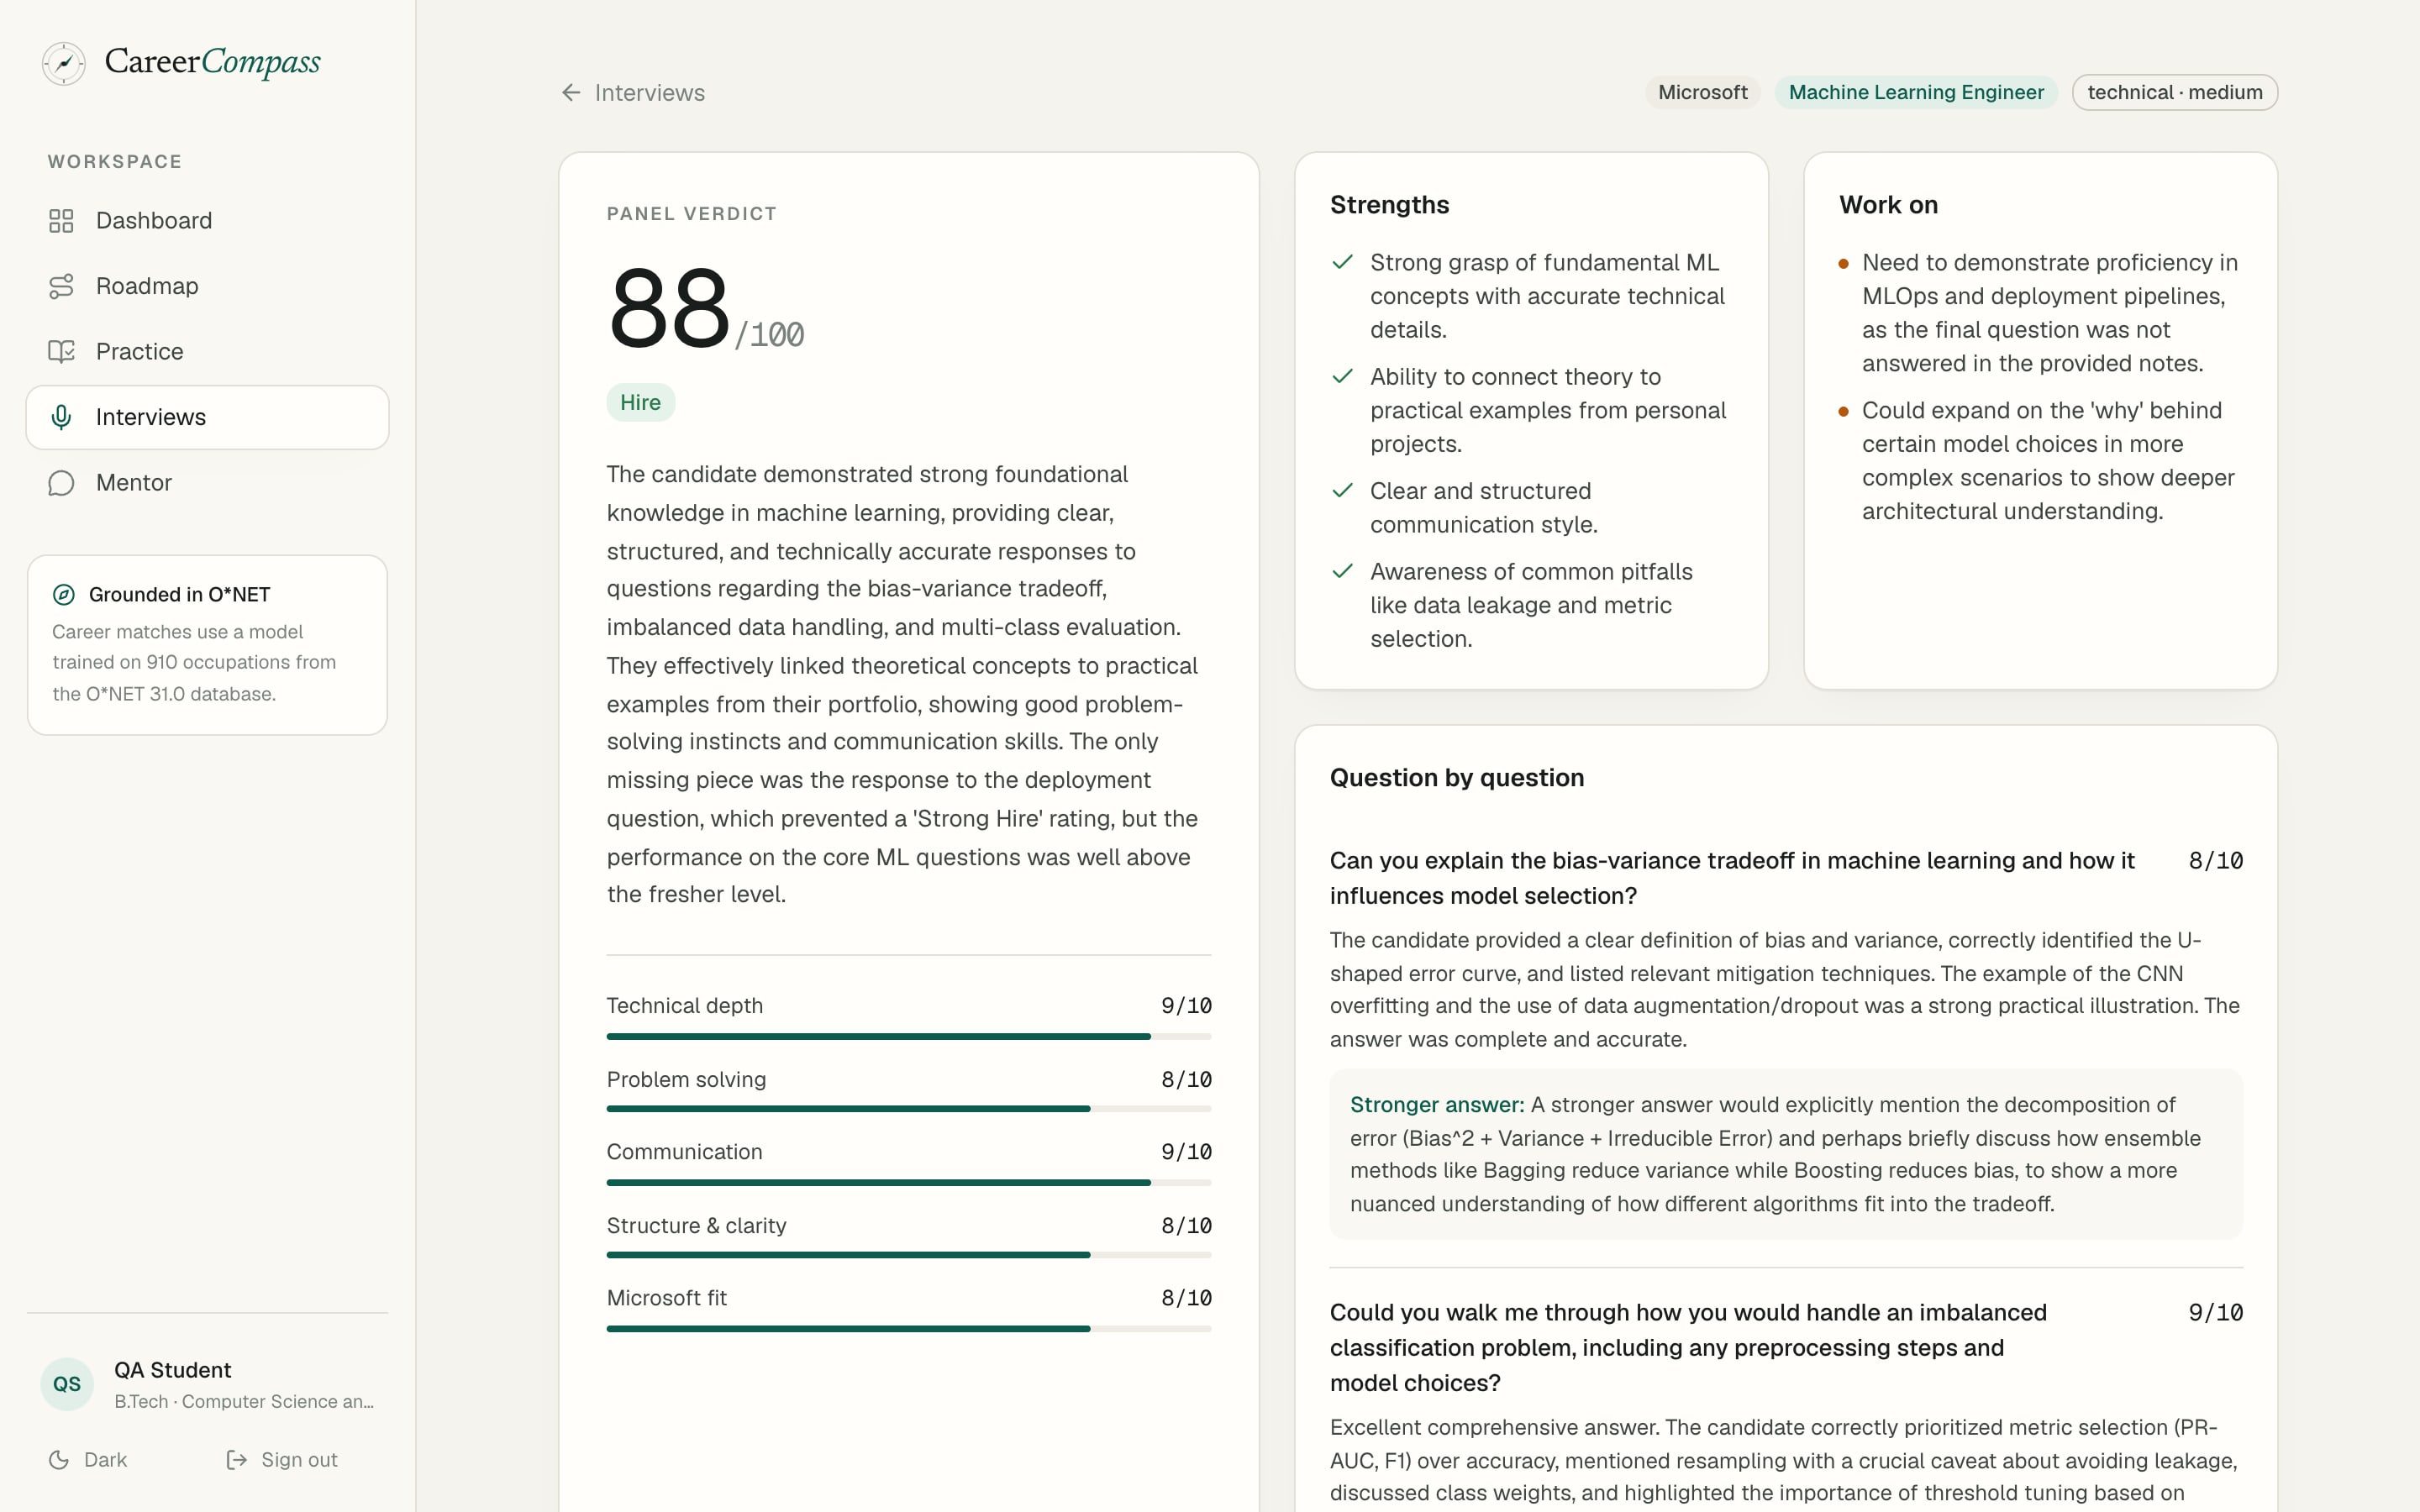 CareerCompass
WORKSPACE
Dashboard
Roadmap
Practice
Interviews
Mentor
Grounded in O*NET
Career matches use a model
trained on 910 occupations from
the O*NET 31.0 database.
QS
QA Student
B.Tech · Computer Science an...
Dark
Sign out
Interviews
Microsoft
Machine Learning Engineer
technical · medium
PANEL VERDICT
88/100
Hire
The candidate demonstrated strong foundational
knowledge in machine learning, providing clear,
structured, and technically accurate responses to
questions regarding the bias-variance tradeoff,
imbalanced data handling, and multi-class evaluation.
They effectively linked theoretical concepts to practical
examples from their portfolio, showing good problem-
solving instincts and communication skills. The only
missing piece was the response to the deployment
question, which prevented a 'Strong Hire' rating, but the
performance on the core ML questions was well above
the fresher level.
Technical depth 9/10
Problem solving 8/10
Communication 9/10
Structure & clarity 8/10
Microsoft fit 8/10
Strengths
Strong grasp of fundamental ML
concepts with accurate technical
details.
Ability to connect theory to
practical examples from personal
projects.
Clear and structured
communication style.
Awareness of common pitfalls
like data leakage and metric
selection.
Work on
Need to demonstrate proficiency in
MLOps and deployment pipelines,
as the final question was not
answered in the provided notes.
Could expand on the 'why' behind
certain model choices in more
complex scenarios to show deeper
architectural understanding.
Question by question
Can you explain the bias-variance tradeoff in machine learning and how it 8/10
influences model selection?
The candidate provided a clear definition of bias and variance, correctly identified the U-
shaped error curve, and listed relevant mitigation techniques. The example of the CNN
overfitting and the use of data augmentation/dropout was a strong practical illustration. The
answer was complete and accurate.
Stronger answer: A stronger answer would explicitly mention the decomposition of
error (Bias^2 + Variance + Irreducible Error) and perhaps briefly discuss how ensemble
methods like Bagging reduce variance while Boosting reduces bias, to show a more
nuanced understanding of how different algorithms fit into the tradeoff.
Could you walk me through how you would handle an imbalanced 9/10
classification problem, including any preprocessing steps and
model choices?
Excellent comprehensive answer. The candidate correctly prioritized metric selection (PR-
AUC, F1) over accuracy, mentioned resampling with a crucial caveat about avoiding leakage,
discussed class weights, and highlighted the importance of threshold tuning based on